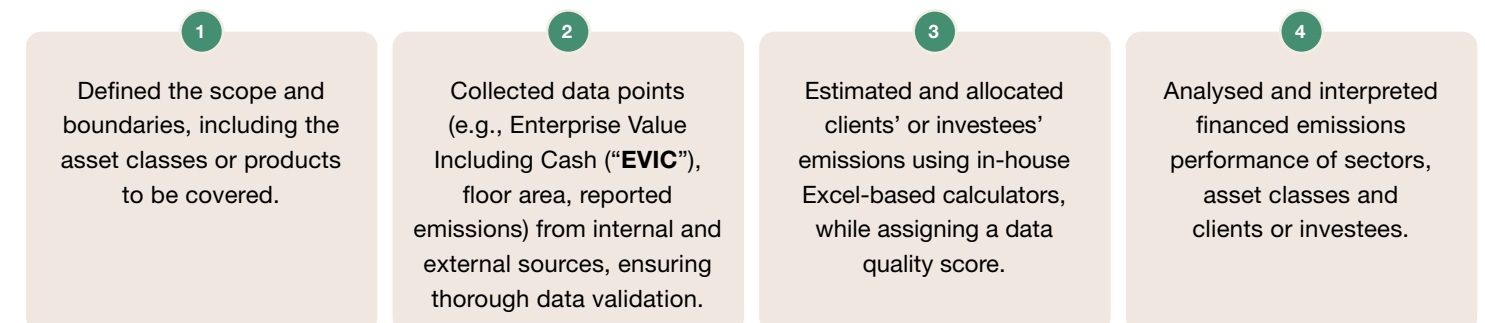 1
Defined the scope and
boundaries, including the
asset classes or products
to be covered.
2
Collected data points
(e.g., Enterprise Value
Including Cash (“EVIC”),
floor area, reported
emissions) from internal and
external sources, ensuring
thorough data validation.
3
Estimated and allocated
clients’ or investees’
emissions using in-house
Excel-based calculators,
while assigning a data
quality score.
4
Analysed and interpreted
financed emissions
performance of sectors,
asset classes and
clients or investees.